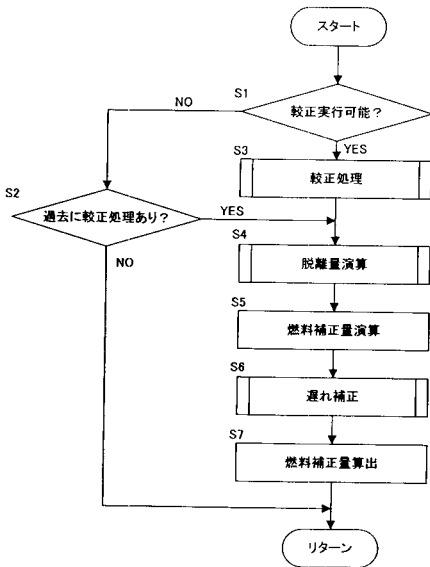 スタート
S1
較正実行可能？
NO
YES
S3
較正処理
S2
過去に較正処理あり？
YES
NO
S4
脱離量演算
S5
燃料補正量演算
S6
遅れ補正
S7
燃料補正量算出
リターン